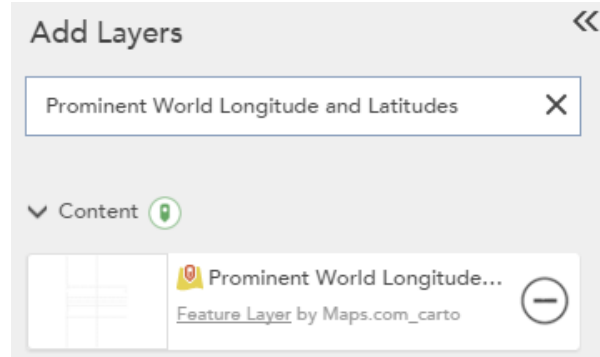 Add Layers
Prominent World Longitude and Latitudes
Content
Prominent World Longitude...
Feature Layer by Maps.com_carto